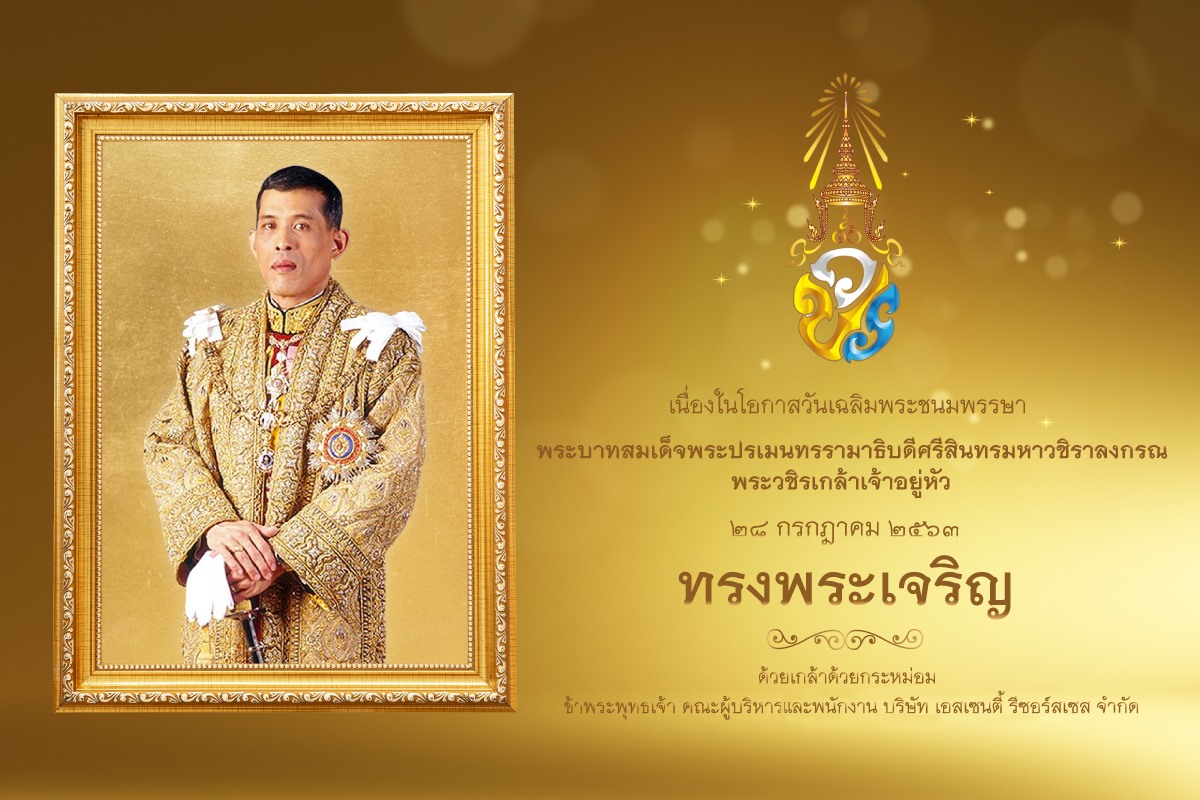 เนื่องในโอกาสวันเฉลิมพระชนมพรรษา
พระบาทสมเด็จพระปรเมนทรรามาธิบดีศรีสินทรมหาวชิราลงกรณ
พระวชิรเกล้าเจ้าอยู่หัว
๒๘ กรกฎาคม ๒๕๖๓
ทรงพระเจริญ
ด้วยเกล้าด้วยกระหม่อม
ข้าพระพุทธเจ้า คณะผู้บริหารและพนักงาน บริษัท เอสเซนตี้ รีซอร์สเซส จำกัด